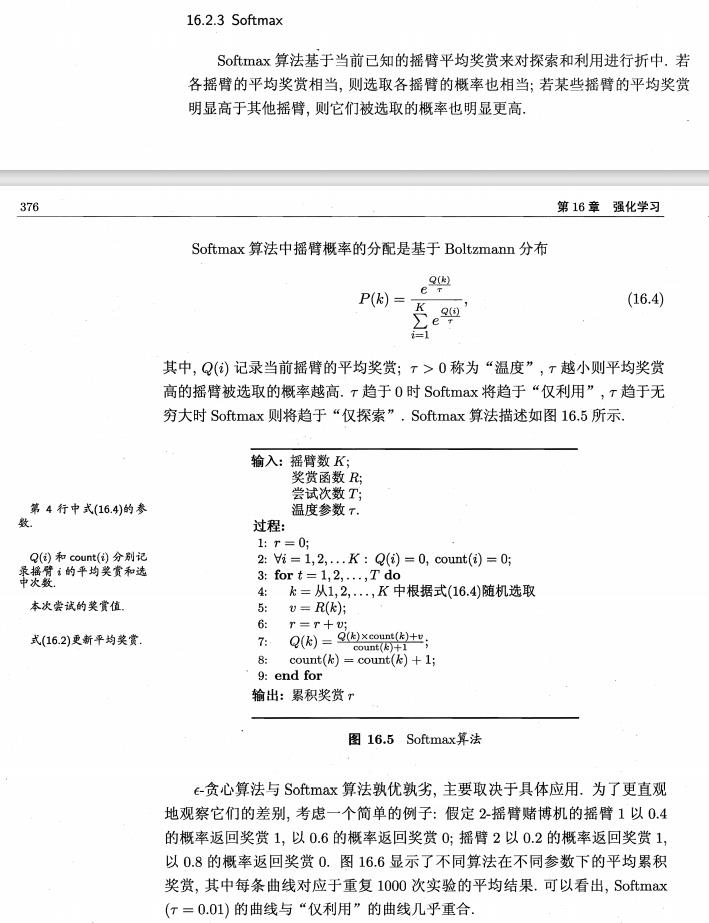 16.2.3 Softmax
Softmax 算法基于当前已知的摇臂平均奖赏来对探索和利用进行折中. 若
各摇臂的平均奖赏相当, 则选取各摇臂的概率也相当; 若某些摇臂的平均奖赏
明显高于其他摇臂, 则它们被选取的概率也明显更高.
376
第 16 章 强化学习
Softmax 算法中摇臂概率的分配是基于 Boltzmann 分布
P(k) = \frac{e^{\frac{Q(k)}{τ}}}{\sum_{i=1}^{K} e^{\frac{Q(i)}{τ}}}, (16.4)
其中, Q(i) 记录当前摇臂的平均奖赏; τ > 0 称为“温度”, τ 越小则平均奖赏
高的摇臂被选取的概率越高. τ 趋于 0 时 Softmax 将趋于“仅利用”, τ 趋于无
穷大时 Softmax 则将趋于“仅探索”. Softmax 算法描述如图 16.5 所示.
输入: 摇臂数 K;
奖赏函数 R;
尝试次数 T;
温度参数 τ.
过程:
1: r = 0;
2: ∀i = 1, 2, . . . K : Q(i) = 0, count(i) = 0;
3: for t = 1, 2, . . . , T do
4: k = 从1, 2, . . . , K 中根据式(16.4)随机选取
5: v = R(k);
6: r = r + v;
7: Q(k) = \frac{Q(k)×count(k)+v}{count(k)+1};
8: count(k) = count(k) + 1;
9: end for
输出: 累积奖赏 r
第 4 行中式(16.4)的参
数.
Q(i) 和 count(i) 分别记
录摇臂 i 的平均奖赏和选
中次数.
本次尝试的奖赏值.
式(16.2)更新平均奖赏.
图 16.5 Softmax算法
ϵ-贪心算法与 Softmax 算法孰优孰劣, 主要取决于具体应用. 为了更直观
地观察它们的差别, 考虑一个简单的例子: 假定 2-摇臂赌博机的摇臂 1 以 0.4
的概率返回奖赏 1, 以 0.6 的概率返回奖赏 0; 摇臂 2 以 0.2 的概率返回奖赏 1,
以 0.8 的概率返回奖赏 0. 图 16.6 显示了不同算法在不同参数下的平均累积
奖赏, 其中每条曲线对应于重复 1000 次实验的平均结果. 可以看出, Softmax
(τ = 0.01) 的曲线与“仅利用”的曲线几乎重合.